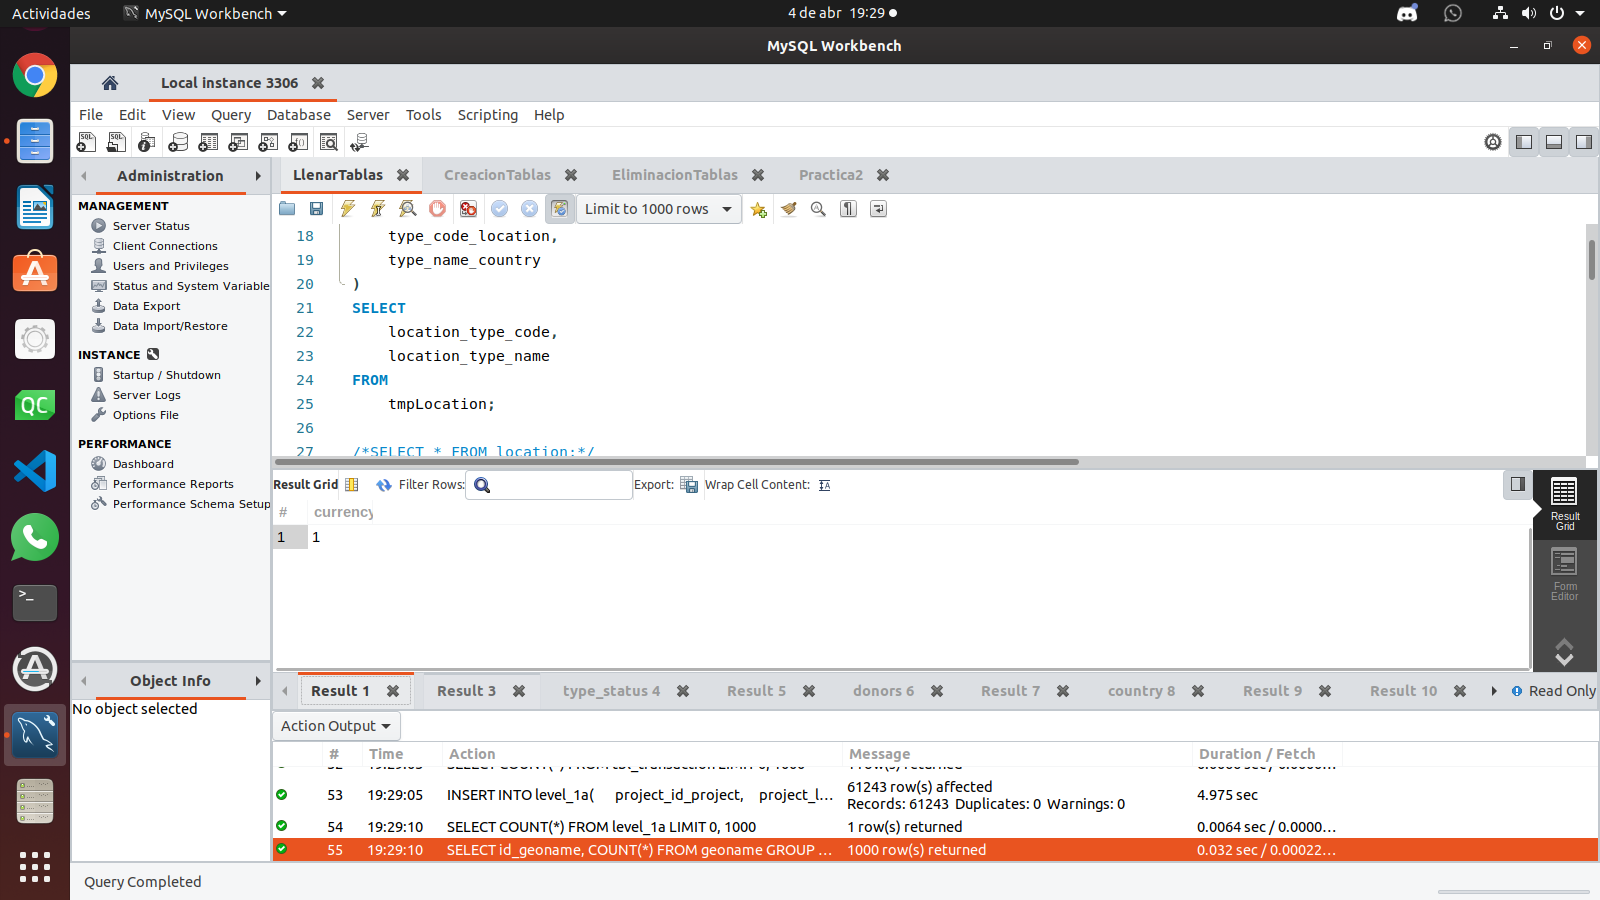 Actividades
MySQL Workbench
4 de abr 19:29
MySQL Workbench
Local instance 3306
File Edit View Query Database Server Tools Scripting Help
Administration
LlenarTablas
CreacionTablas
EliminacionTablas
Practica2
MANAGEMENT
Server Status
Client Connections
Users and Privileges
Status and System Variable
Data Export
Data Import/Restore
INSTANCE
Startup / Shutdown
Server Logs
Options File
PERFORMANCE
Dashboard
Performance Reports
Performance Schema Setup
Object Info
No object selected
Limit to 1000 rows
18 type_code_location,
19 type_name_country
20 )
21 SELECT
22 location_type_code,
23 location_type_name
24 FROM
25 tmpLocation;
26
27 /*SELECT * FROM location;*/
Result Grid
Filter Rows:
Export:
Wrap Cell Content:
# currency
1 1
Result Grid
Form Editor
Result 1
Result 3
type_status 4
Result 5
donors 6
Result 7
country 8
Result 9
Result 10
Read Only
Action Output
# Time Action Message Duration / Fetch
53 19:29:05 INSERT INTO level_1a( project_id_project, project_l... 61243 row(s) affected
Records: 61243 Duplicates: 0 Warnings: 0 4.975 sec
54 19:29:10 SELECT COUNT(*) FROM level_1a LIMIT 0, 1000 1 row(s) returned 0.0064 sec / 0.0000...
55 19:29:10 SELECT id_geoname, COUNT(*) FROM geoname GROUP ... 1000 row(s) returned 0.032 sec / 0.00022...
Query Completed